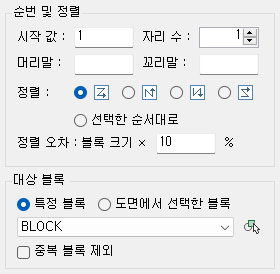 순번 및 정렬
시작 값 : 1 자리 수 : 1
머리말 : 꼬리말 :
정렬 :
선택한 순서대로
정렬 오차 : 블록 크기 × 10 %
대상 블록
특정 블록 도면에서 선택한 블록
BLOCK
중복 블록 제외